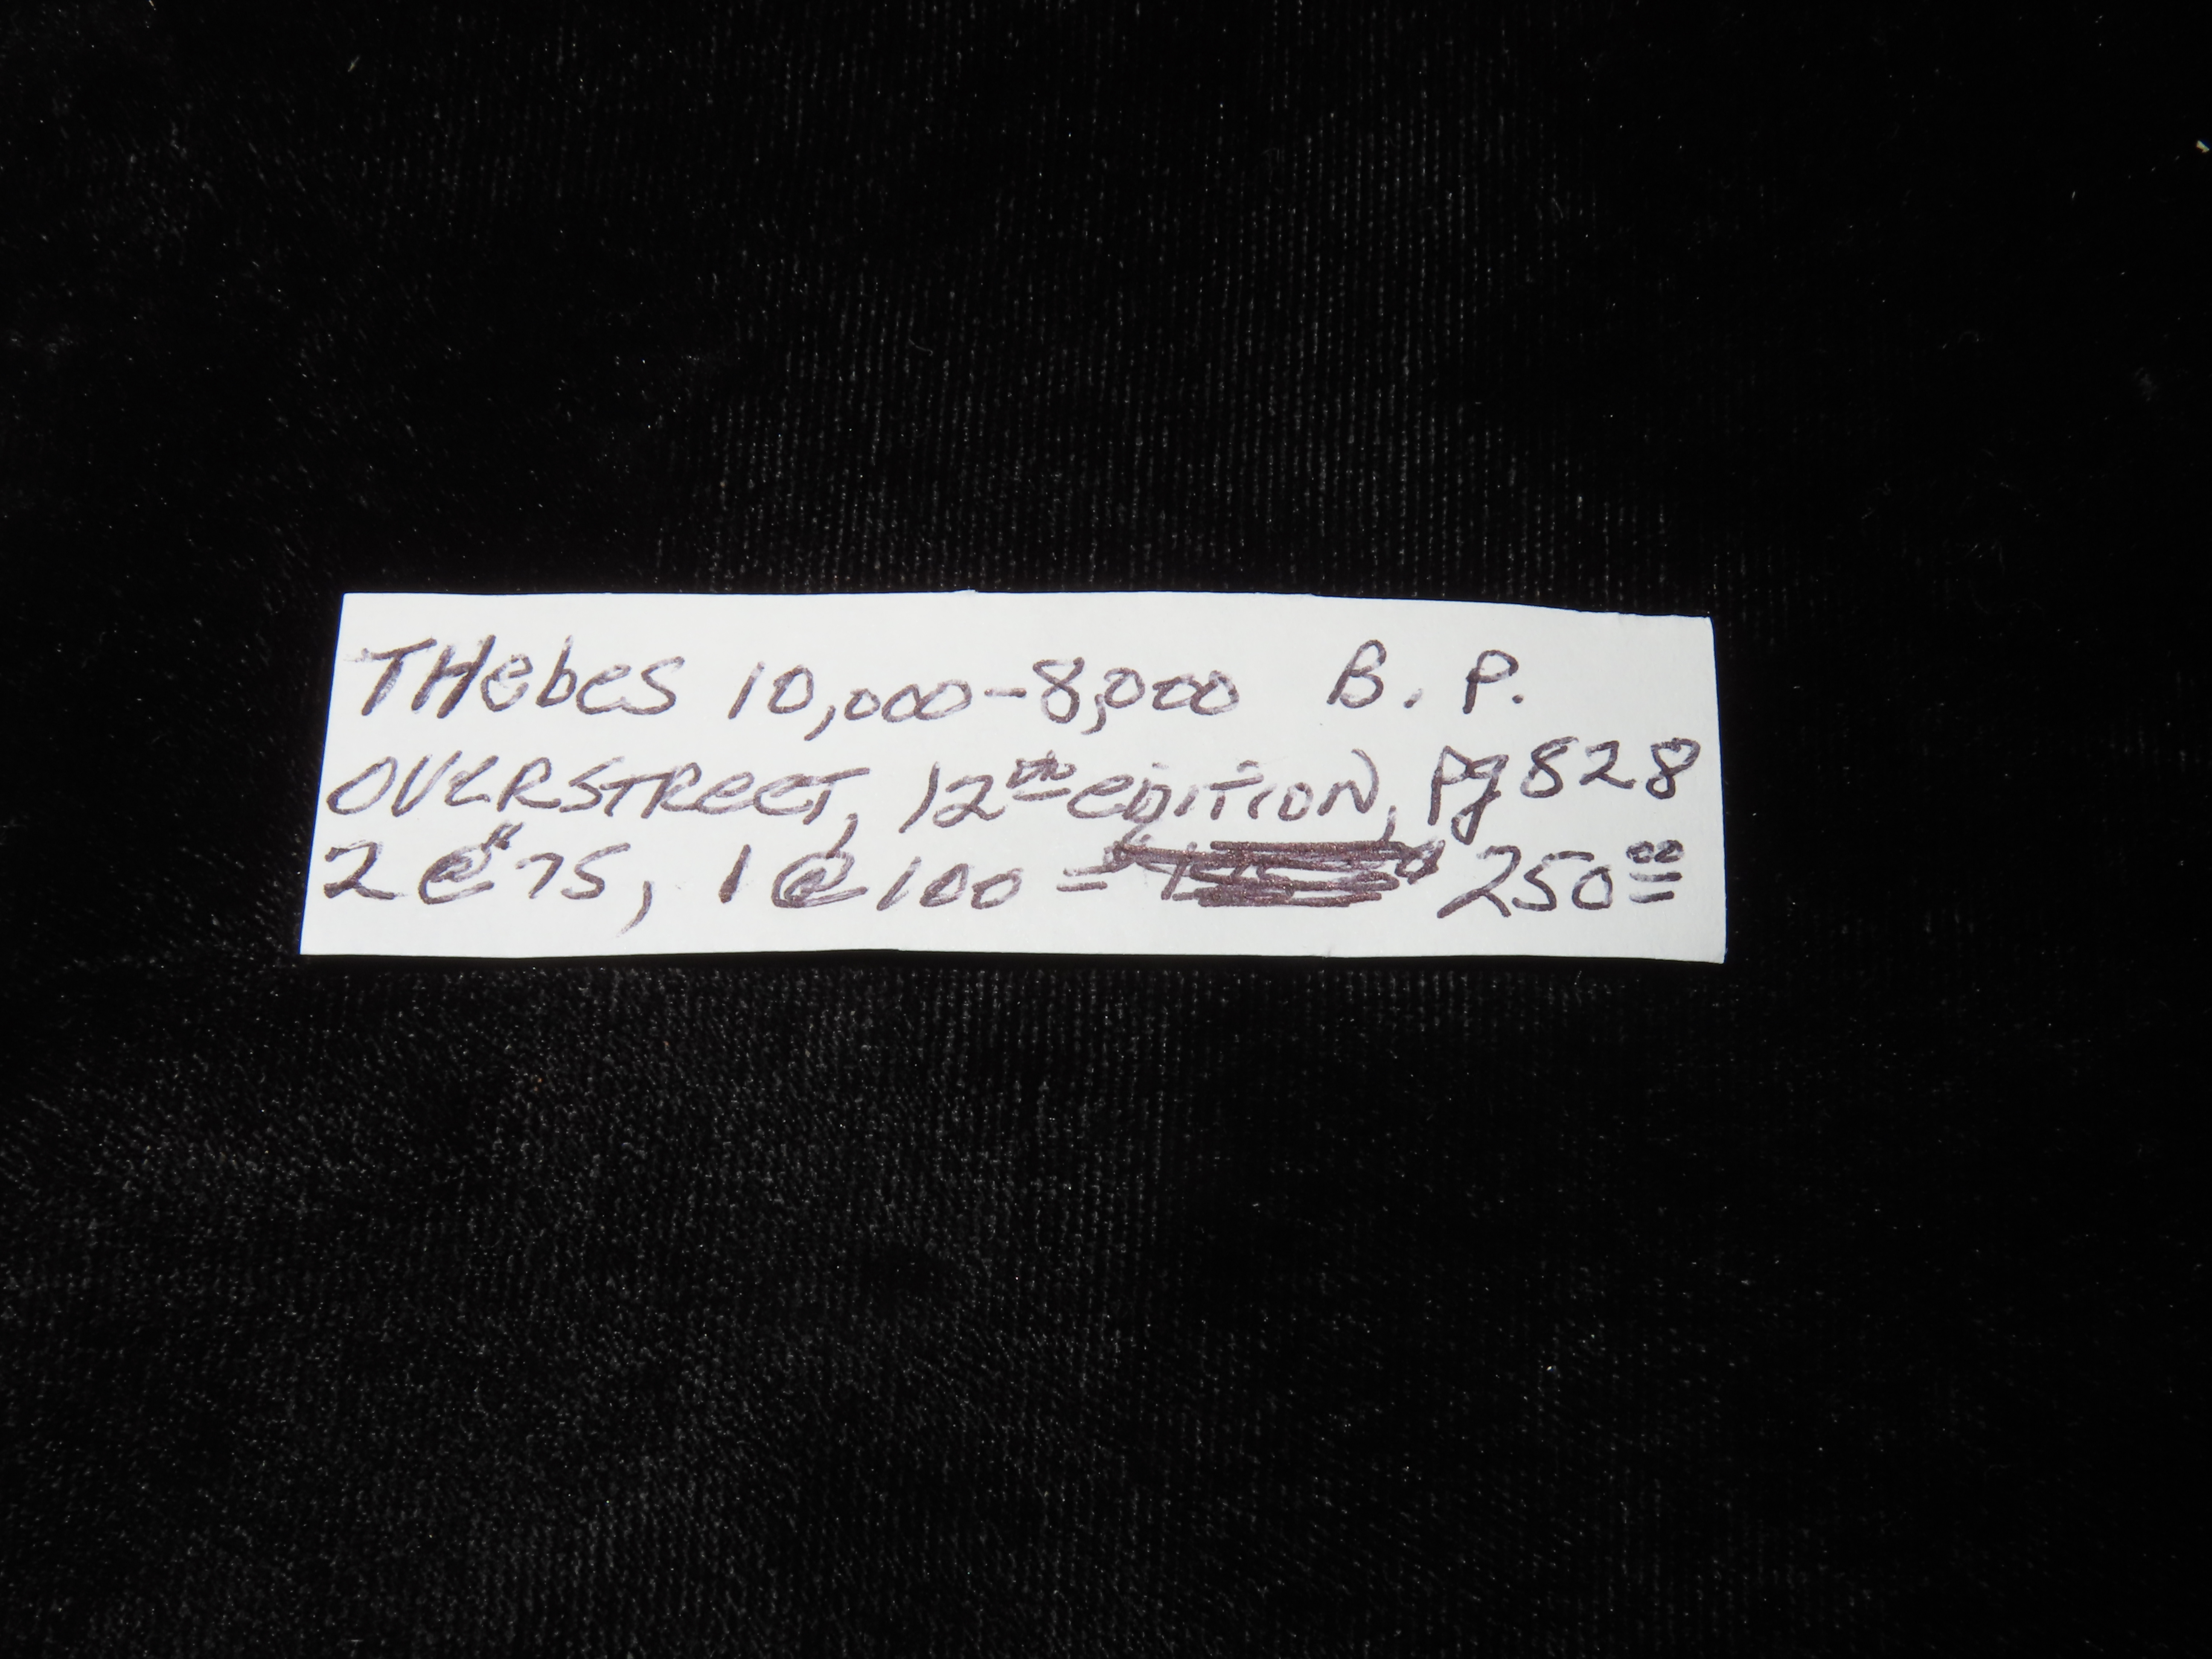 THebes 10,000-8,000 B. P.
OVERSTREET, 12th eDITION, pg 828
2 @" 75, 1 @ 100 = 250.00